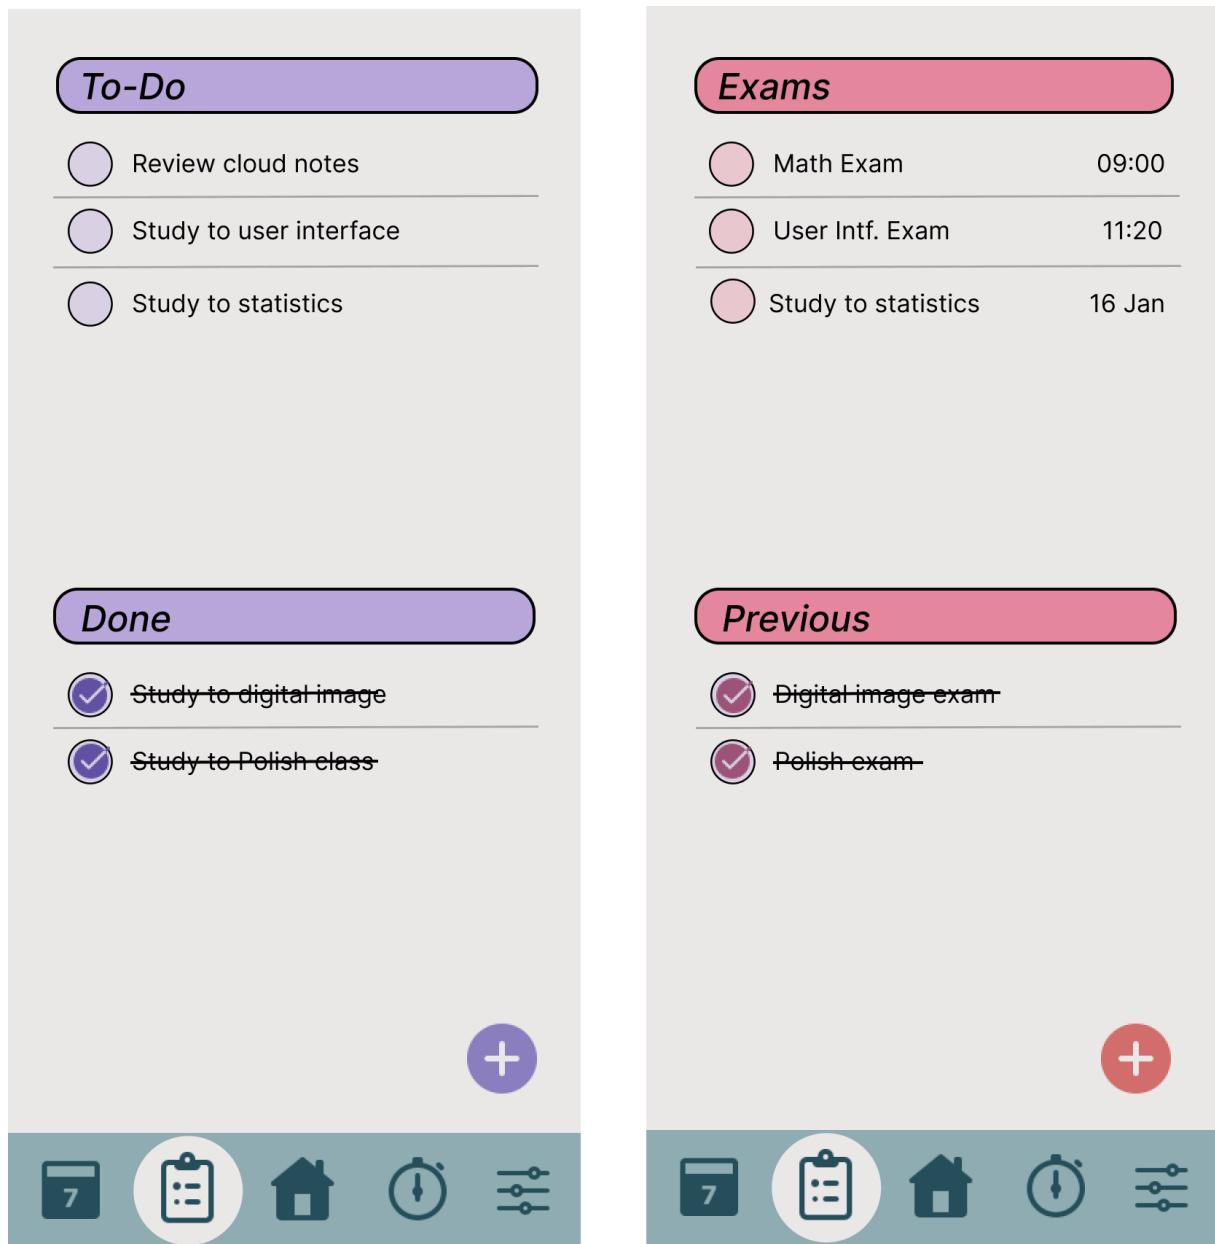 To-Do
Review cloud notes
Study to user interface
Study to statistics
Done
Study to digital image
Study to Polish class
7
Exams
Math Exam 09:00
User Intf. Exam 11:20
Study to statistics 16 Jan
Previous
Digital image exam
Polish exam
7